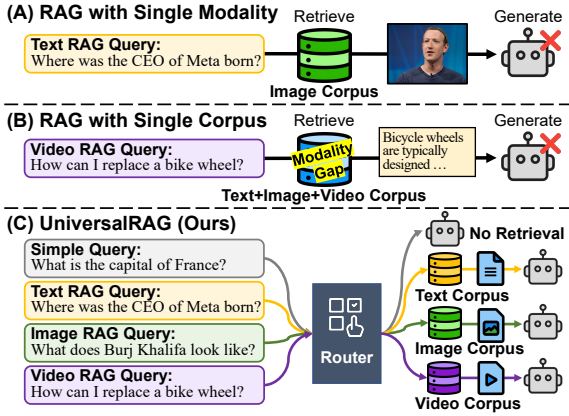 (A) RAG with Single Modality
Text RAG Query:
Where was the CEO of Meta born?
Retrieve
Image Corpus
Generate
(B) RAG with Single Corpus
Video RAG Query:
How can I replace a bike wheel?
Retrieve
Modality
Gap
Text+Image+Video Corpus
Bicycle wheels
are typically
designed ...
Generate
(C) UniversalRAG (Ours)
Simple Query:
What is the capital of France?
Text RAG Query:
Where was the CEO of Meta born?
Image RAG Query:
What does Burj Khalifa look like?
Video RAG Query:
How can I replace a bike wheel?
Router
No Retrieval
Text Corpus
Image Corpus
Video Corpus